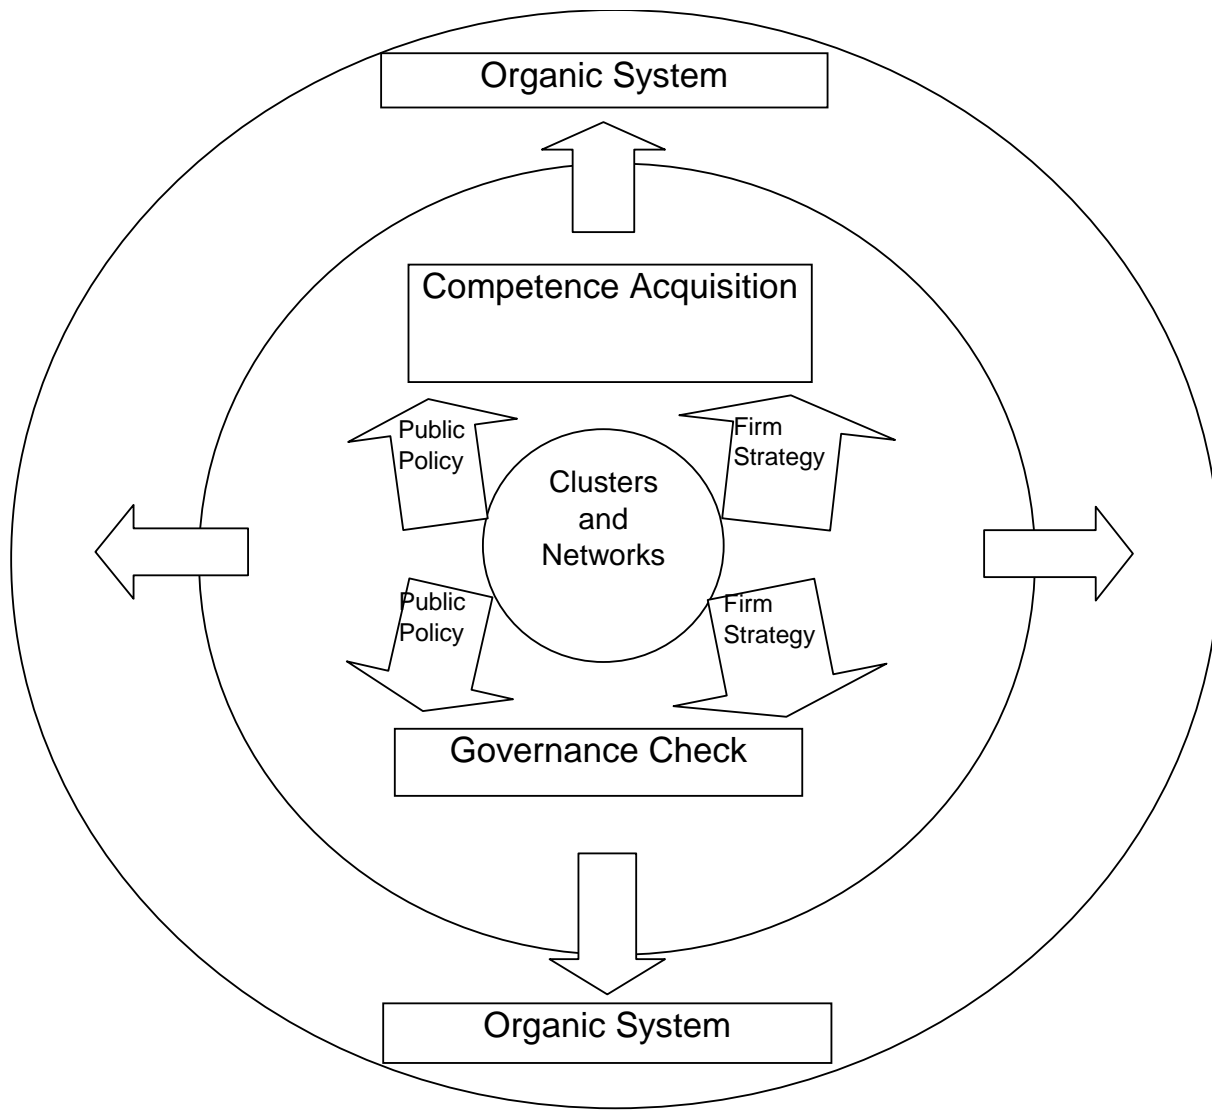 Organic System
Competence Acquisition
Public
Policy
Firm
Strategy
Clusters
and
Networks
Public
Policy
Firm
Strategy
Governance Check
Organic System